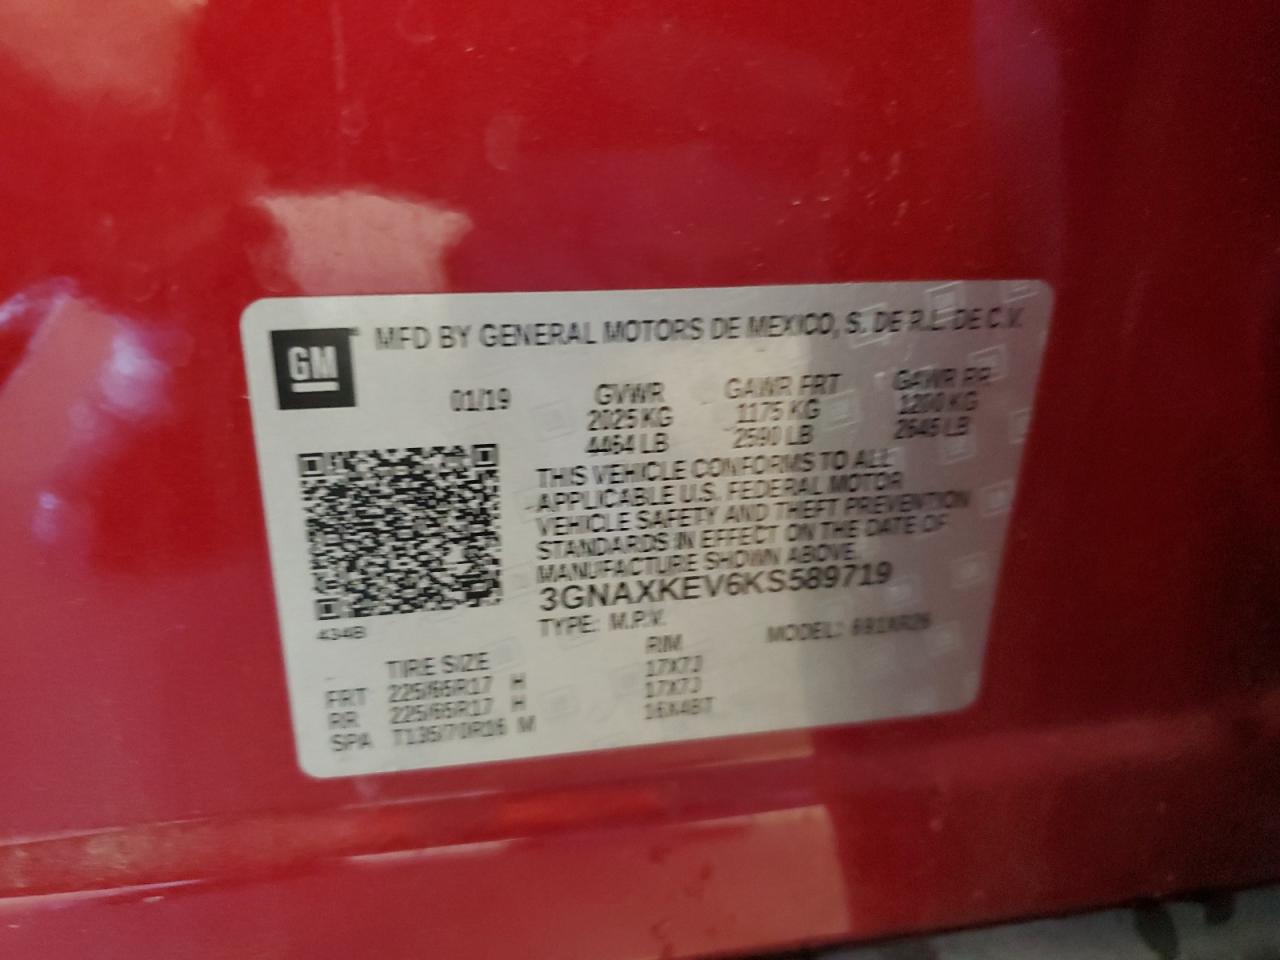 GM
MFD BY GENERAL MOTORS DE MEXICO, S. DE R.L. DE C.V.
01/19 GVWR GAWR FRT GAWR RR
2025 KG 1175 KG 1200 KG
4464 LB 2590 LB 2645 LB
THIS VEHICLE CONFORMS TO ALL
APPLICABLE U.S. FEDERAL MOTOR
VEHICLE SAFETY AND THEFT PREVENTION
STANDARDS IN EFFECT ON THE DATE OF
MANUFACTURE SHOWN ABOVE.
3GNAXKEV6KS589719
434B
TYPE: M.P.V. MODEL:
TIRE SIZE RIM
FRT 225/65R17 H 17X7J
RR 225/65R17 H 17X7J
SPA T135/70R16 M 16X4BT